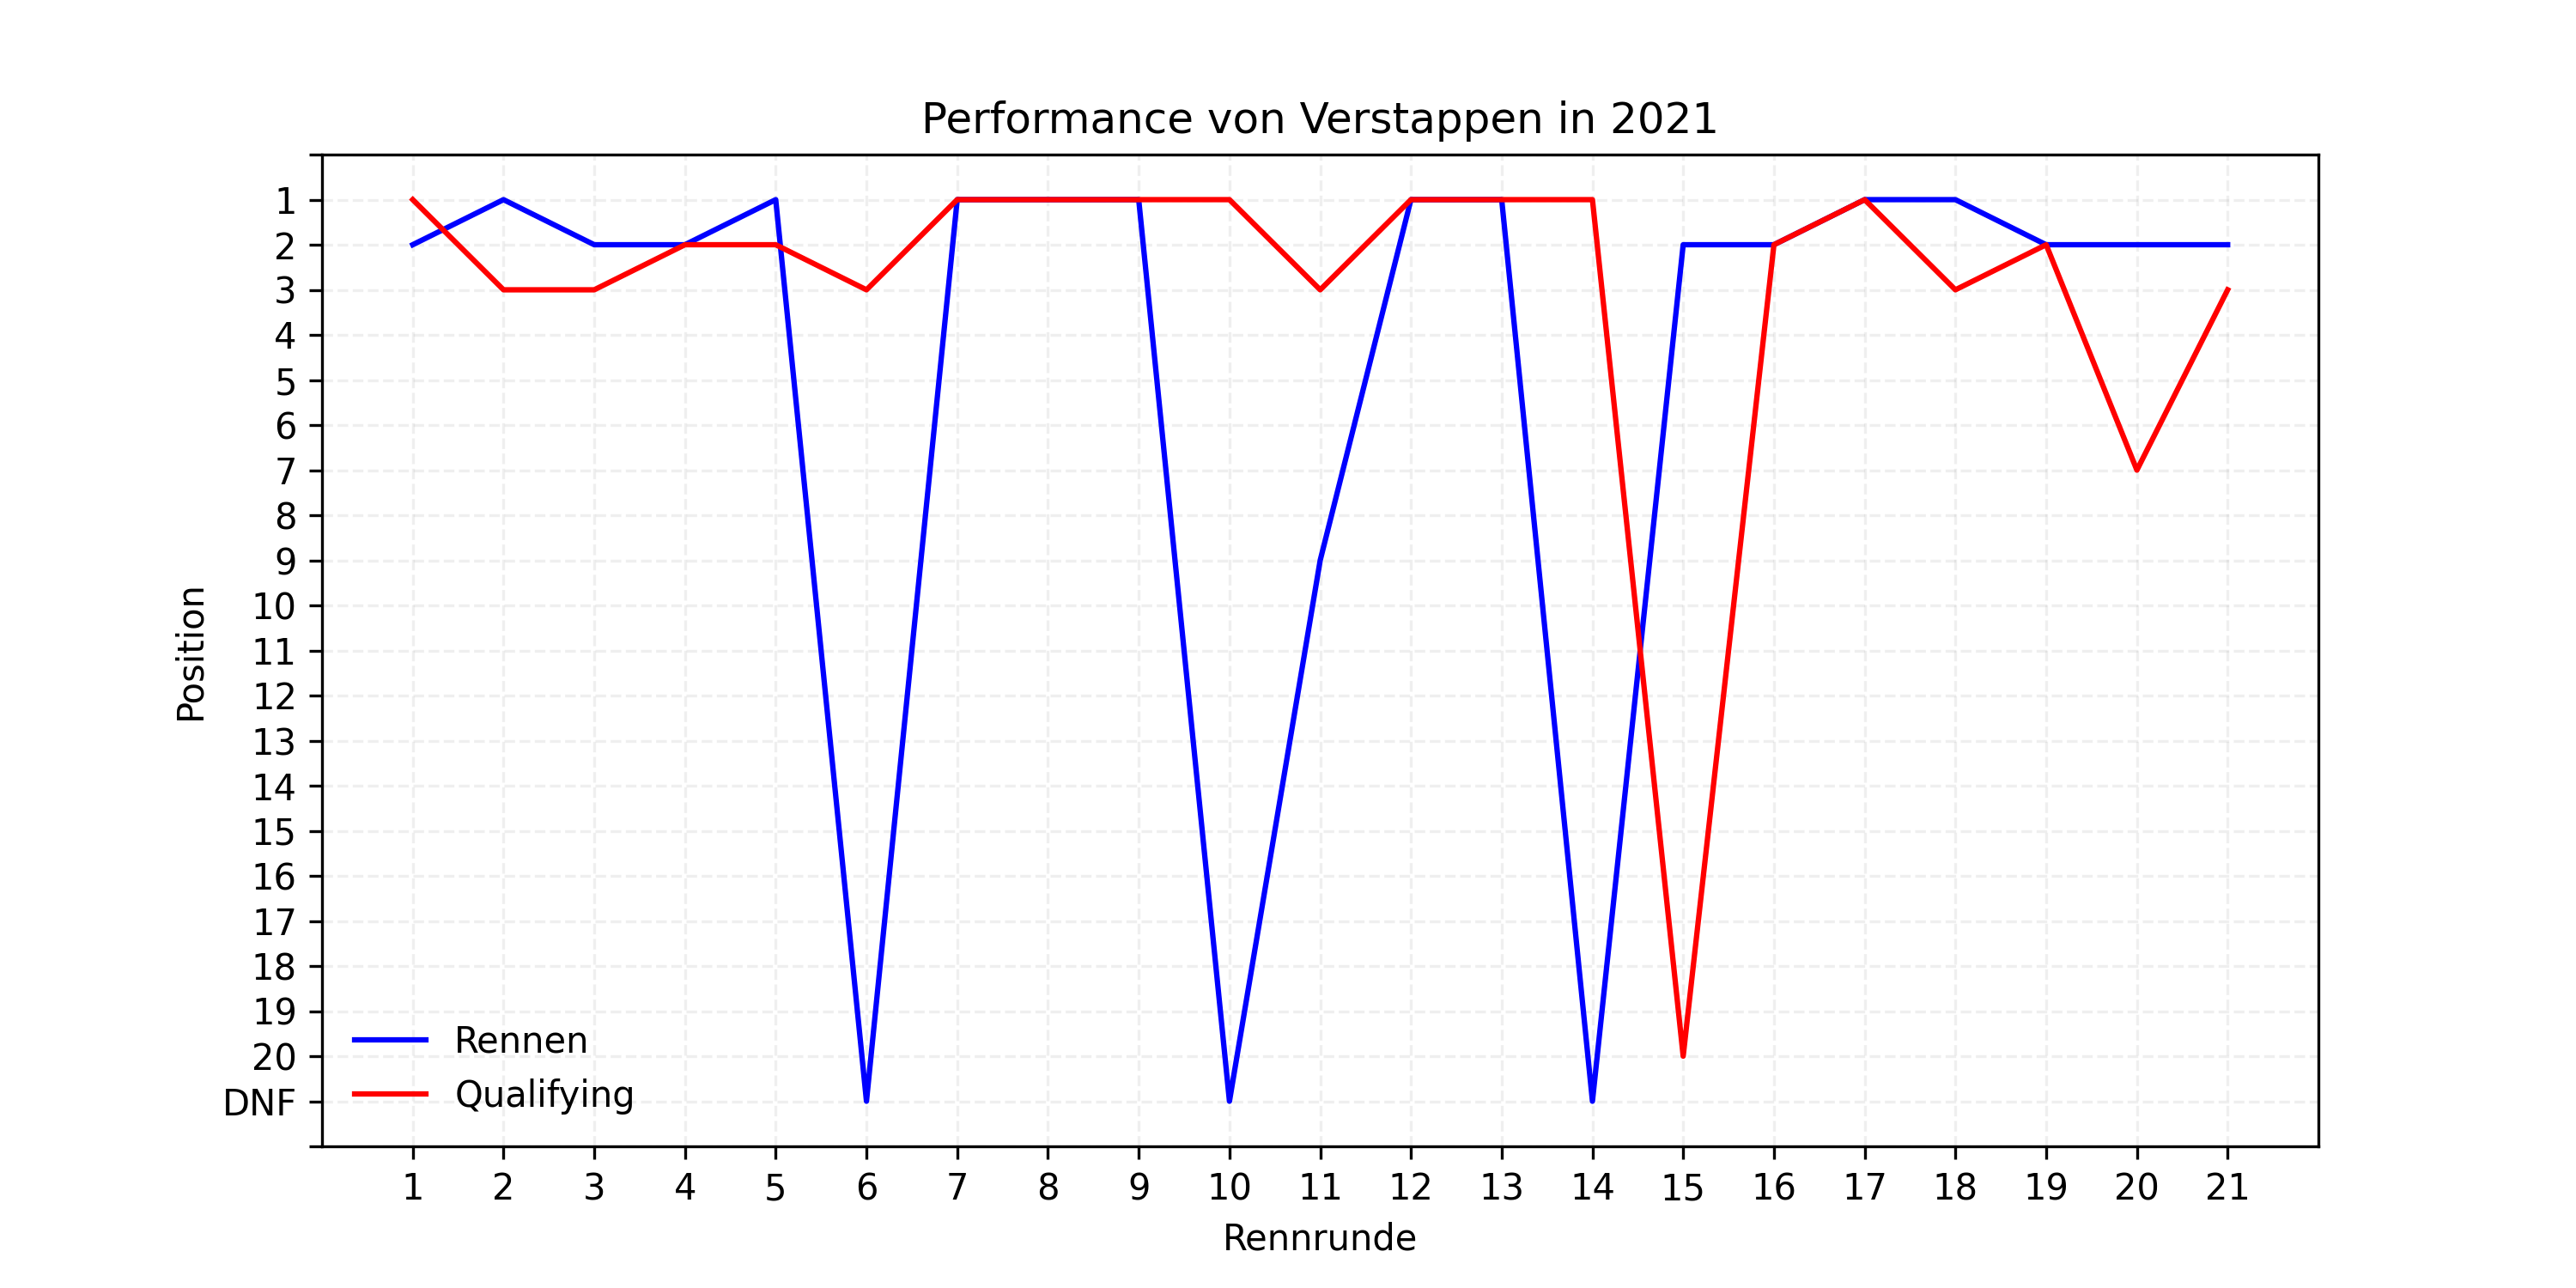 Performance von Verstappen in 2021
1
2
3
4
5
6
7
8
9
10
11
12
13
14
15
16
17
18
19
20
DNF
Position
Rennen
Qualifying
1 2 3 4 5 6 7 8 9 10 11 12 13 14 15 16 17 18 19 20 21
Rennrunde